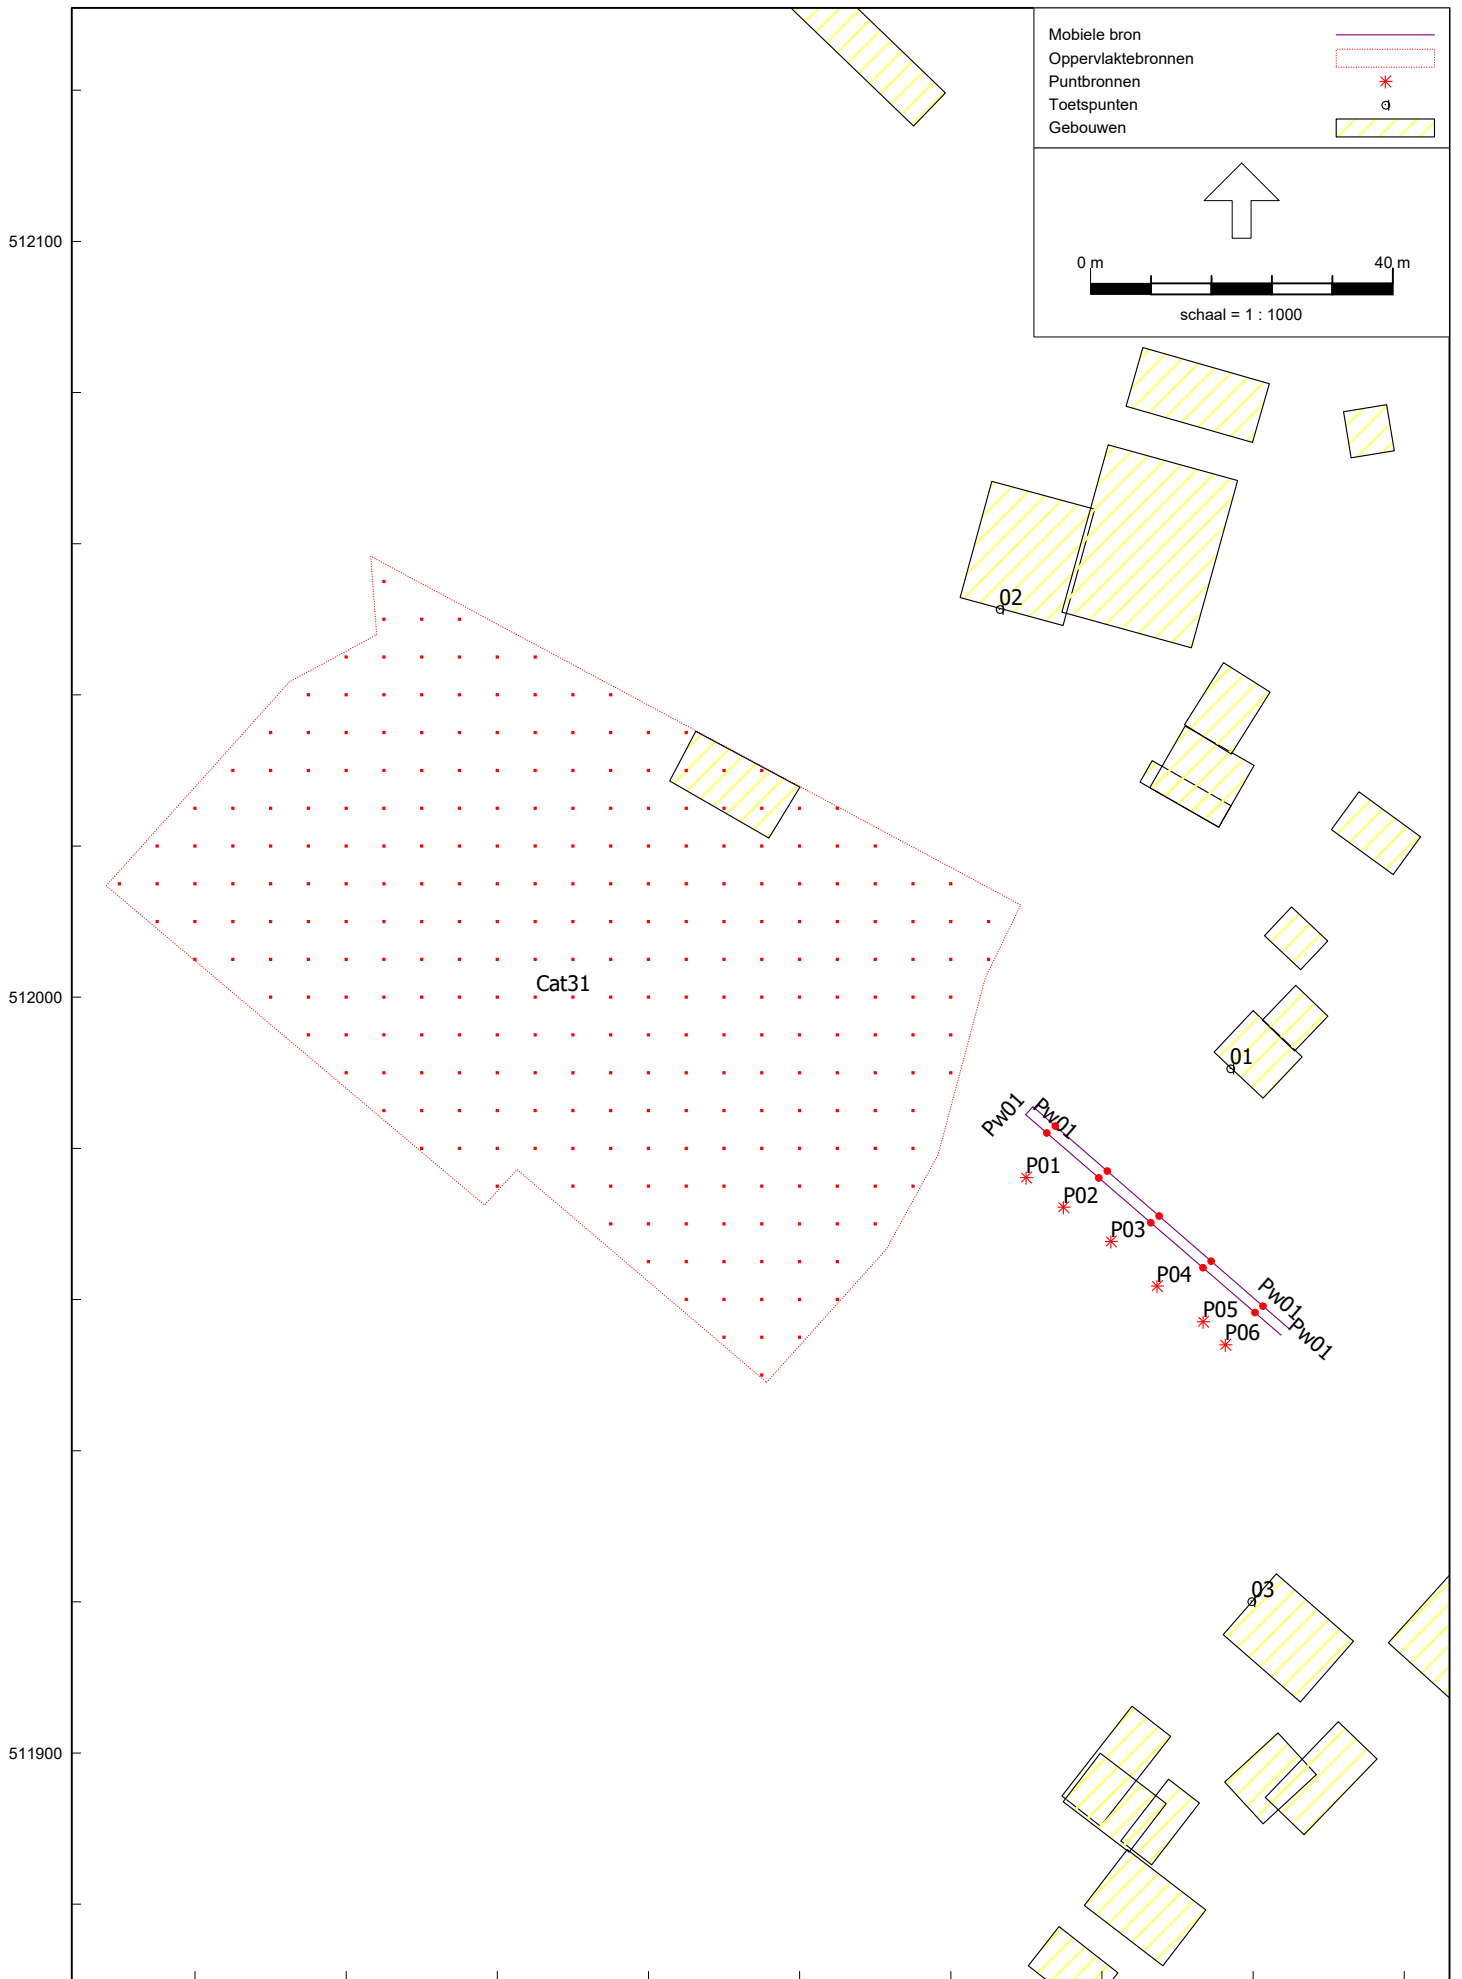 Mobiele bron
Oppervlaktebronnen
Puntbronnen
Toetspunten
Gebouwen
0 m 40 m
schaal = 1 : 1000
512100
02
Cat31
512000
01
Pw01 Pw01
P01
P02
P03
P04
P05
P06
Pw01
Pw01
03
511900